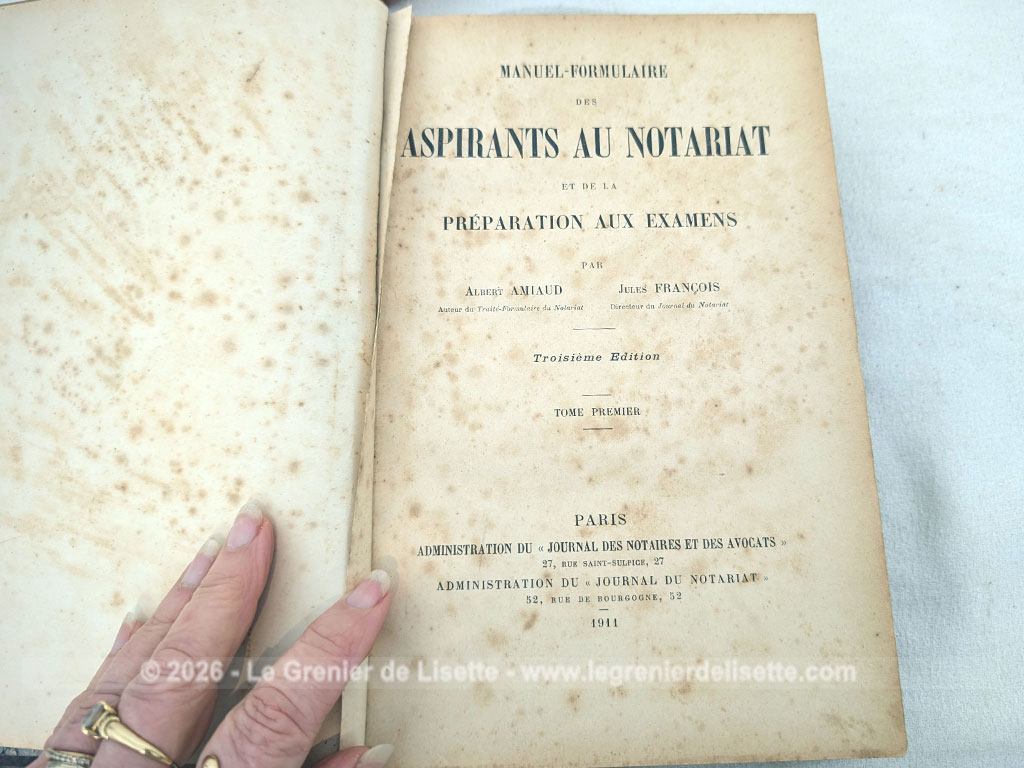 MANUEL-FORMULAIRE
DES
ASPIRANTS AU NOTARIAT
ET DE LA
PRÉPARATION AUX EXAMENS
PAR
ALBERT AMIAUD JULES FRANÇOIS
Auteur du Traité-Formulaire du Notariat Directeur du Journal du Notariat
Troisième Edition
TOME PREMIER
PARIS
ADMINISTRATION DU « JOURNAL DES NOTAIRES ET DES AVOCATS »
27, RUE SAINT-SULPICE, 27
ADMINISTRATION DU « JOURNAL DU NOTARIAT »
52, RUE DE BOURGOGNE, 52
1911
© 2026 - Le Grenier de Lisette - www.legrenierdelisette.com